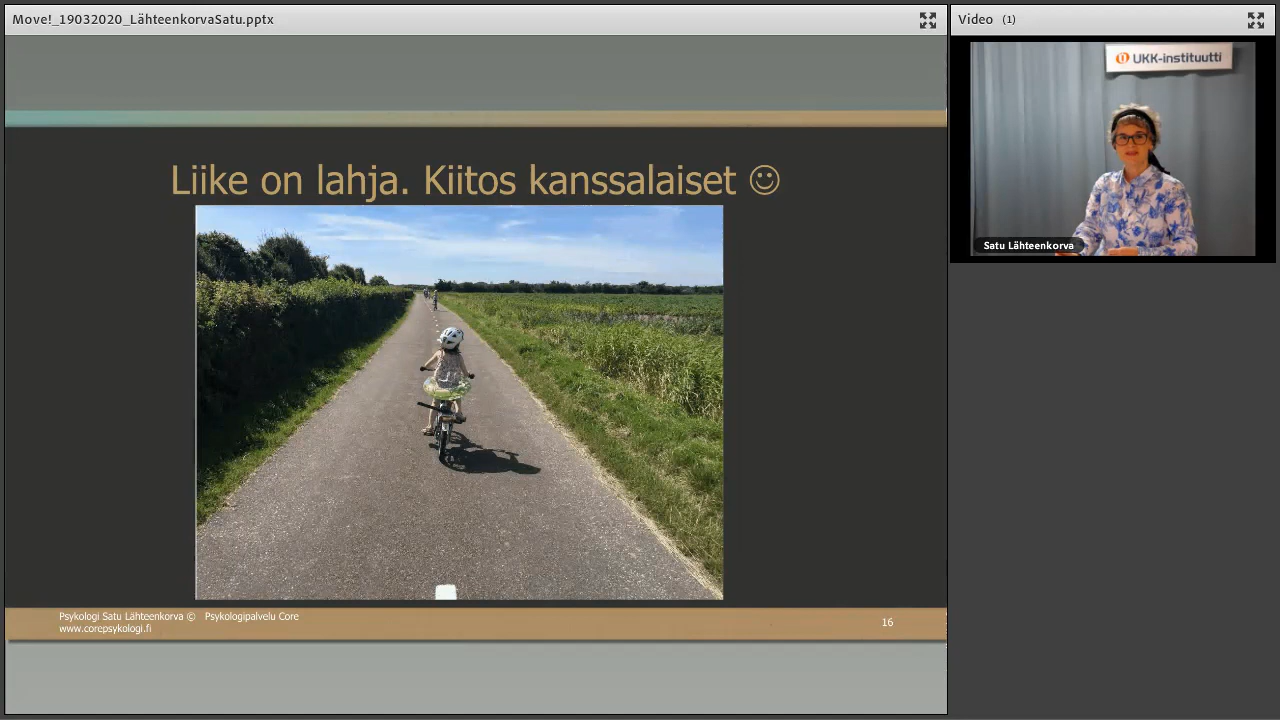 Move!_19032020_LähteenkorvaSatu.pptx
Video (1)
UKK-instituutti
Satu Lähteenkorva
Liike on lahja. Kiitos kanssalaiset ☺
Psykologi Satu Lähteenkorva © Psykologipalvelu Core
www.corepsykologi.fi
16